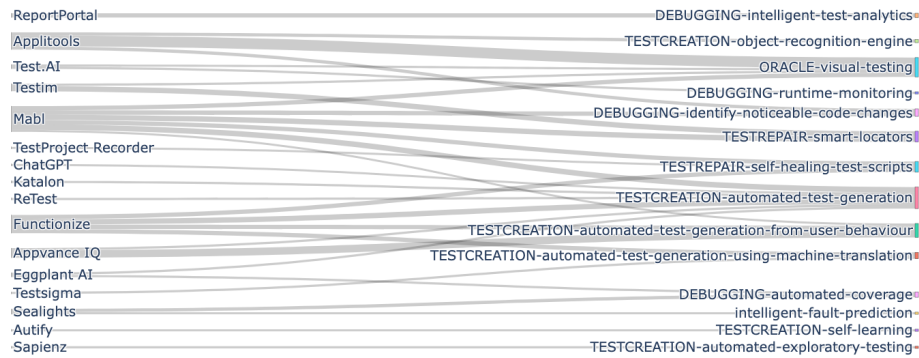 ReportPortal
Applitools
Test.AI
Testim
Mabl
TestProject Recorder
ChatGPT
Katalon
ReTest
Functionize
Appvance IQ
Eggplant AI
Testsigma
Sealights
Autify
Sapienz
DEBUGGING-intelligent-test-analytics
TESTCREATION-object-recognition-engine
ORACLE-visual-testing
DEBUGGING-runtime-monitoring
DEBUGGING-identify-noticeable-code-changes
TESTREPAIR-smart-locators
TESTREPAIR-self-healing-test-scripts
TESTCREATION-automated-test-generation
TESTCREATION-automated-test-generation-from-user-behaviour
TESTCREATION-automated-test-generation-using-machine-translation
DEBUGGING-automated-coverage
intelligent-fault-prediction
TESTCREATION-self-learning
TESTCREATION-automated-exploratory-testing